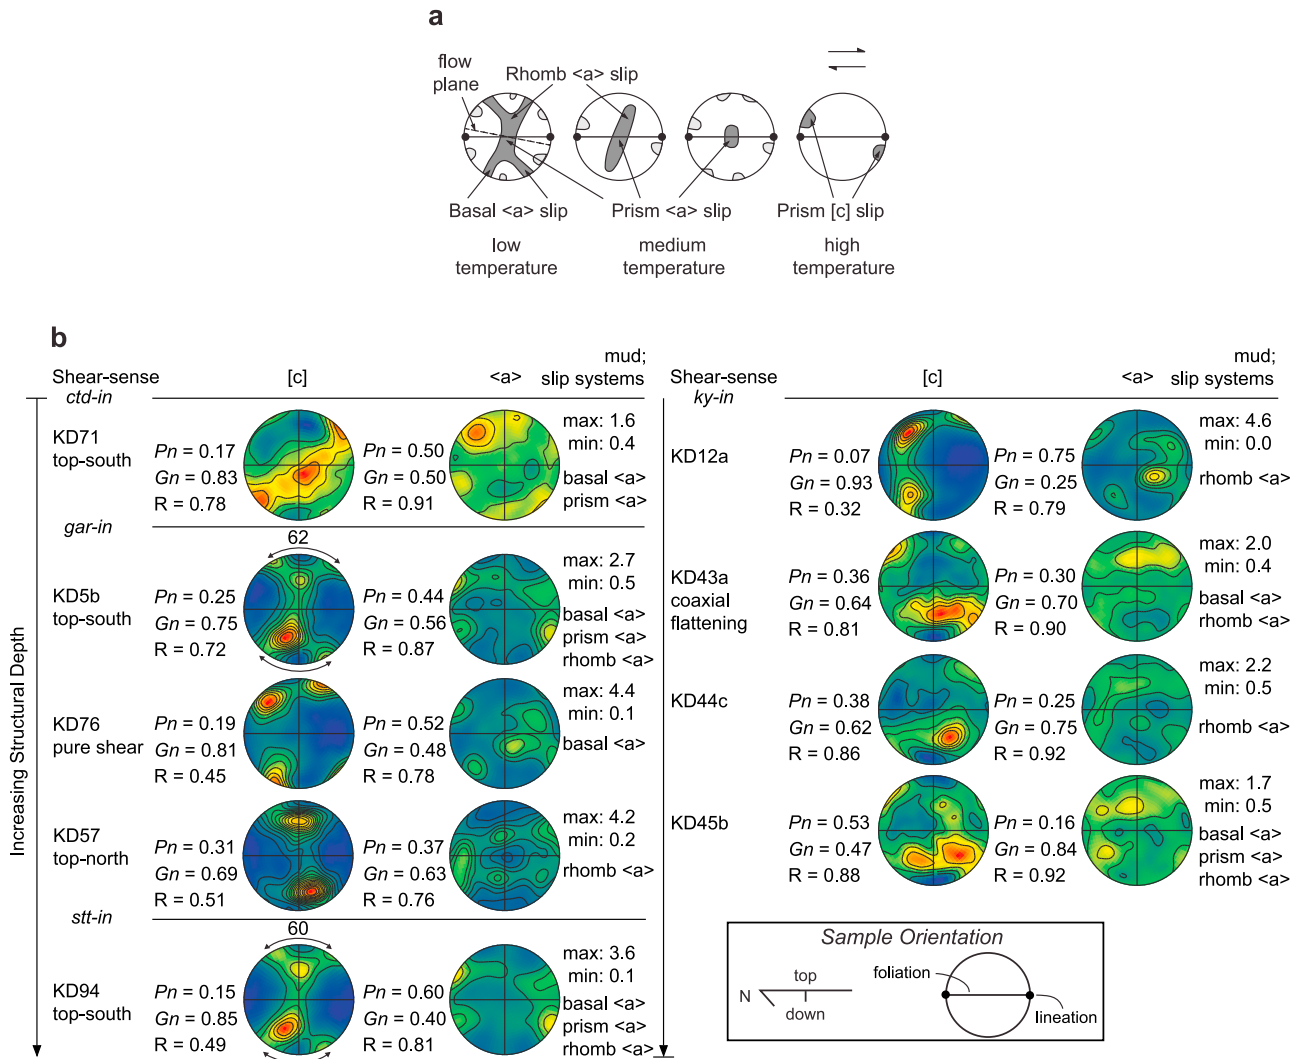 a
flow
plane
Rhomb <a> slip
Basal <a> slip
Prism <a> slip
Prism [c] slip
low
temperature
medium
temperature
high
temperature
b
Shear-sense
[c]
<a>
mud;
slip systems
Increasing Structural Depth
ctd-in
KD71
top-south
Pn = 0.17
Gn = 0.83
R = 0.78
Pn = 0.50
Gn = 0.50
R = 0.91
max: 1.6
min: 0.4
basal <a>
prism <a>
gar-in
KD5b
top-south
62
Pn = 0.25
Gn = 0.75
R = 0.72
Pn = 0.44
Gn = 0.56
R = 0.87
max: 2.7
min: 0.5
basal <a>
prism <a>
rhomb <a>
KD76
pure shear
Pn = 0.19
Gn = 0.81
R = 0.45
Pn = 0.52
Gn = 0.48
R = 0.78
max: 4.4
min: 0.1
basal <a>
KD57
top-north
Pn = 0.31
Gn = 0.69
R = 0.51
Pn = 0.37
Gn = 0.63
R = 0.76
max: 4.2
min: 0.2
rhomb <a>
stt-in
KD94
top-south
60
Pn = 0.15
Gn = 0.85
R = 0.49
Pn = 0.60
Gn = 0.40
R = 0.81
max: 3.6
min: 0.1
basal <a>
prism <a>
rhomb <a>
Shear-sense
[c]
<a>
mud;
slip systems
ky-in
KD12a
Pn = 0.07
Gn = 0.93
R = 0.32
Pn = 0.75
Gn = 0.25
R = 0.79
max: 4.6
min: 0.0
rhomb <a>
KD43a
coaxial
flattening
Pn = 0.36
Gn = 0.64
R = 0.81
Pn = 0.30
Gn = 0.70
R = 0.90
max: 2.0
min: 0.4
basal <a>
rhomb <a>
KD44c
Pn = 0.38
Gn = 0.62
R = 0.86
Pn = 0.25
Gn = 0.75
R = 0.92
max: 2.2
min: 0.5
rhomb <a>
KD45b
Pn = 0.53
Gn = 0.47
R = 0.88
Pn = 0.16
Gn = 0.84
R = 0.92
max: 1.7
min: 0.5
basal <a>
prism <a>
rhomb <a>
Sample Orientation
N
top
down
foliation
lineation